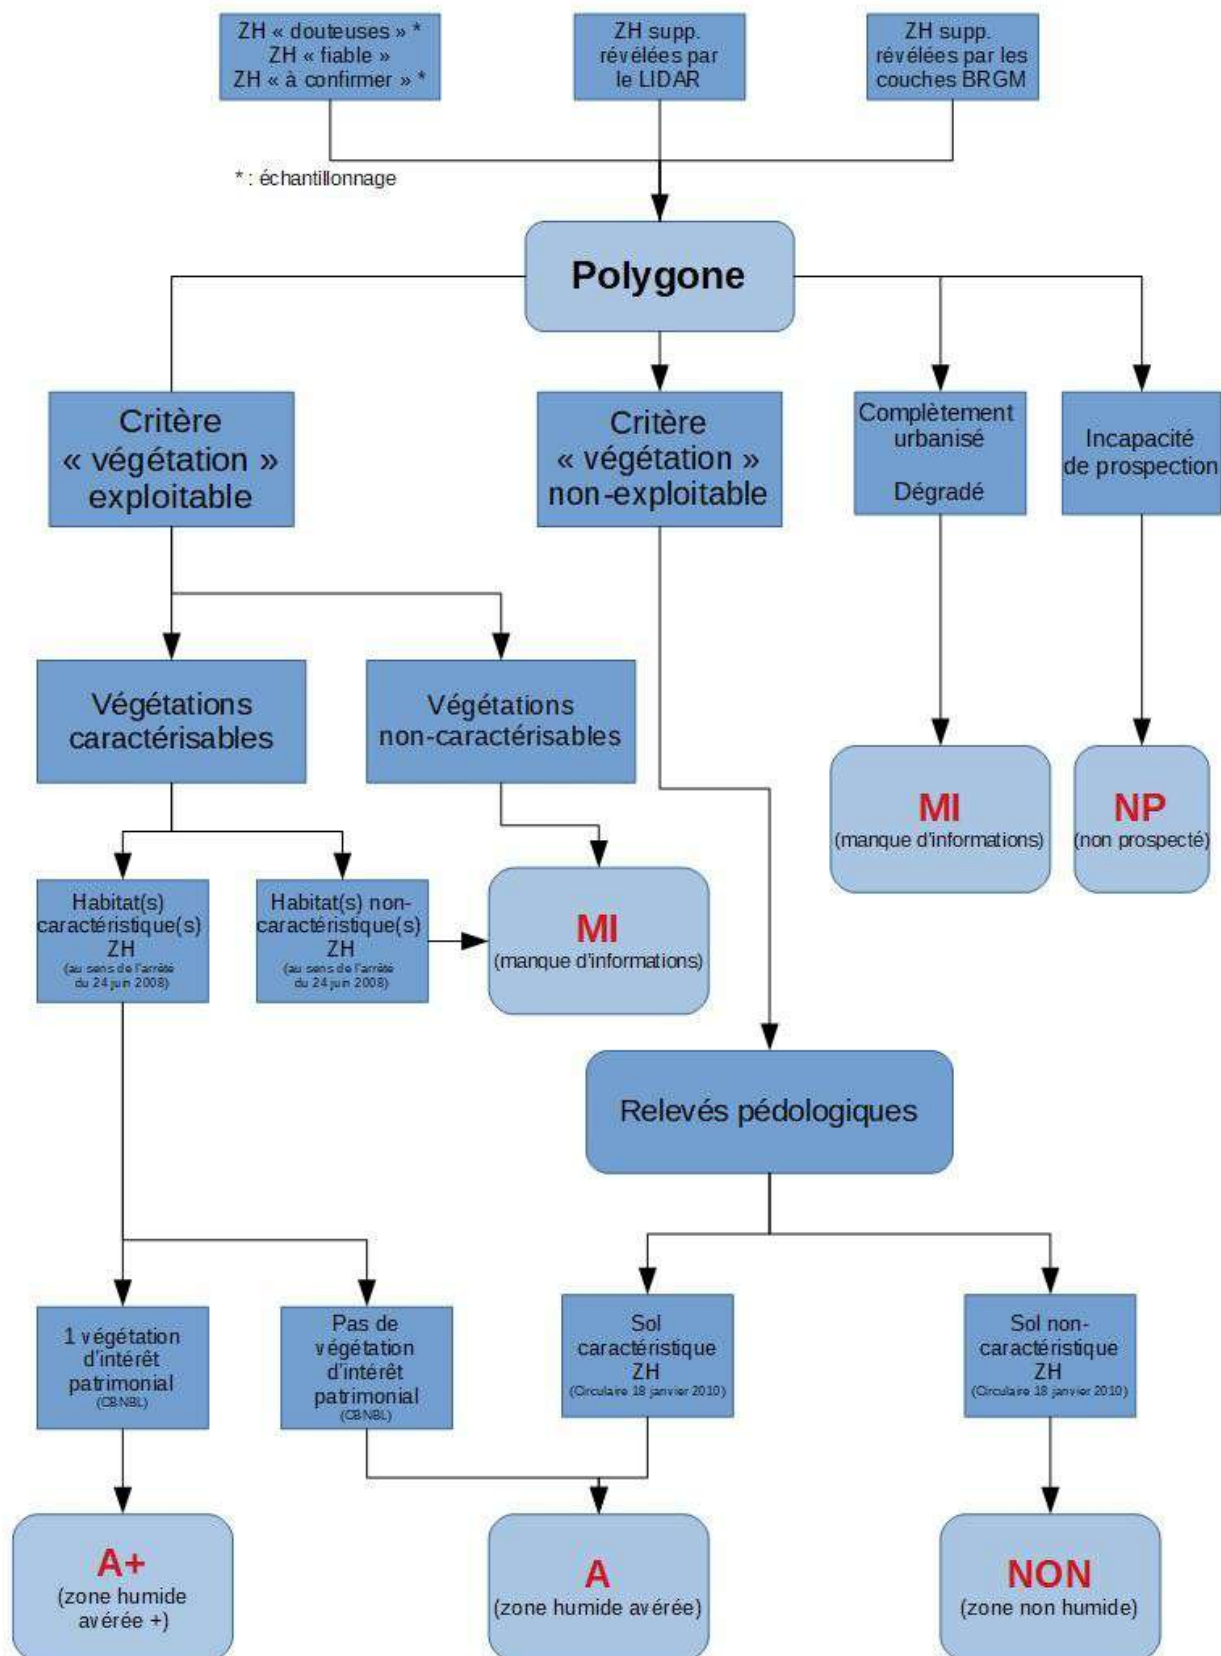 ZH « douteuses » *
ZH « fiable »
ZH « à confirmer » *
ZH supp.
révélées par
le LIDAR
ZH supp.
révélées par les
couches BRGM
* : échantillonnage
Polygone
Critère
« végétation »
exploitable
Critère
« végétation »
non-exploitable
Complètement
urbanisé
Dégradé
Incapacité
de prospection
Végétations
caractérisables
Végétations
non-caractérisables
MI
(manque d'informations)
NP
(non prospecté)
Habitat(s)
caractéristique(s)
ZH
(au sens de l'arrête
du 24 juin 2008)
Habitat(s) non-
caractéristique(s)
ZH
(au sens de l'arrête
du 24 juin 2008)
MI
(manque d'informations)
Relevés pédologiques
1 végétation
d'intérêt
patrimonial
(CBNBL)
Pas de
végétation
d'intérêt
patrimonial
(CBNBL)
Sol
caractéristique
ZH
(Circulaire 18 janvier 2010)
Sol non-
caractéristique
ZH
(Circulaire 18 janvier 2010)
A+
(zone humide
avérée +)
A
(zone humide avérée)
NON
(zone non humide)